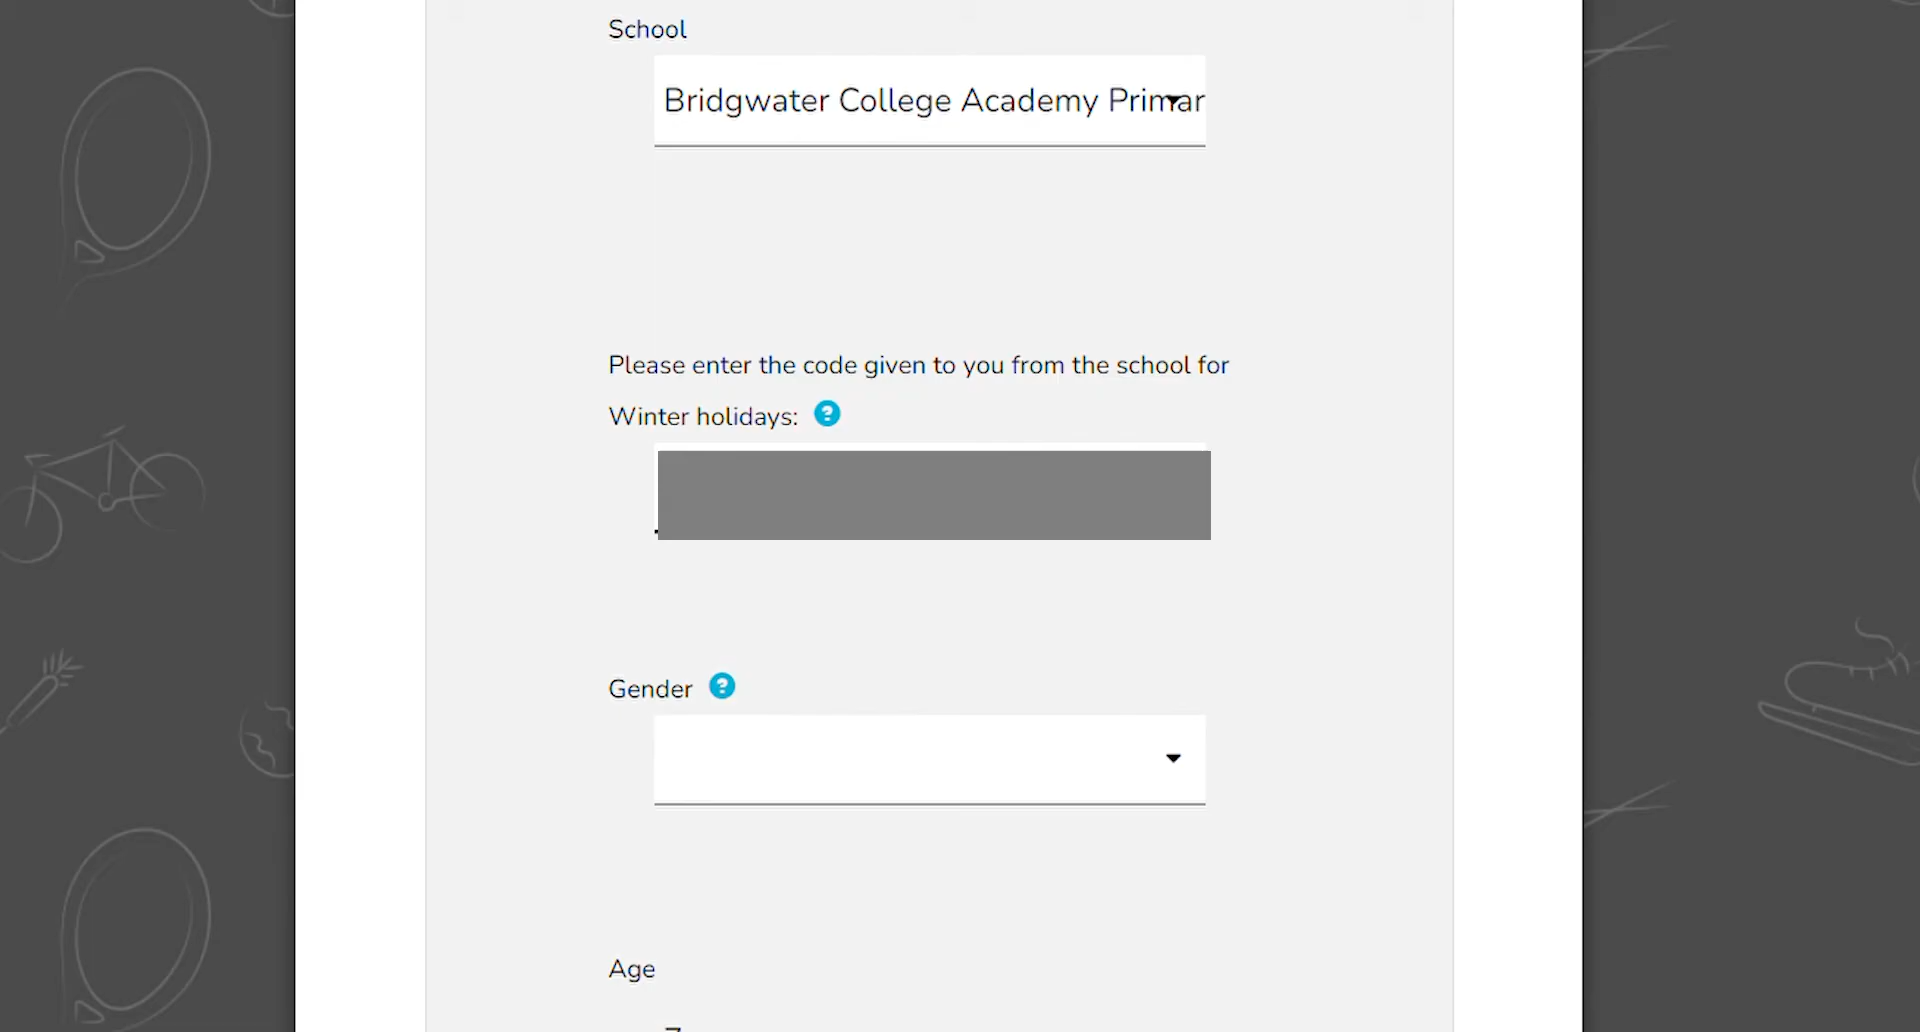 School
Bridgwater College Academy Primar
Please enter the code given to you from the school for
Winter holidays: ?
Gender ?
Age